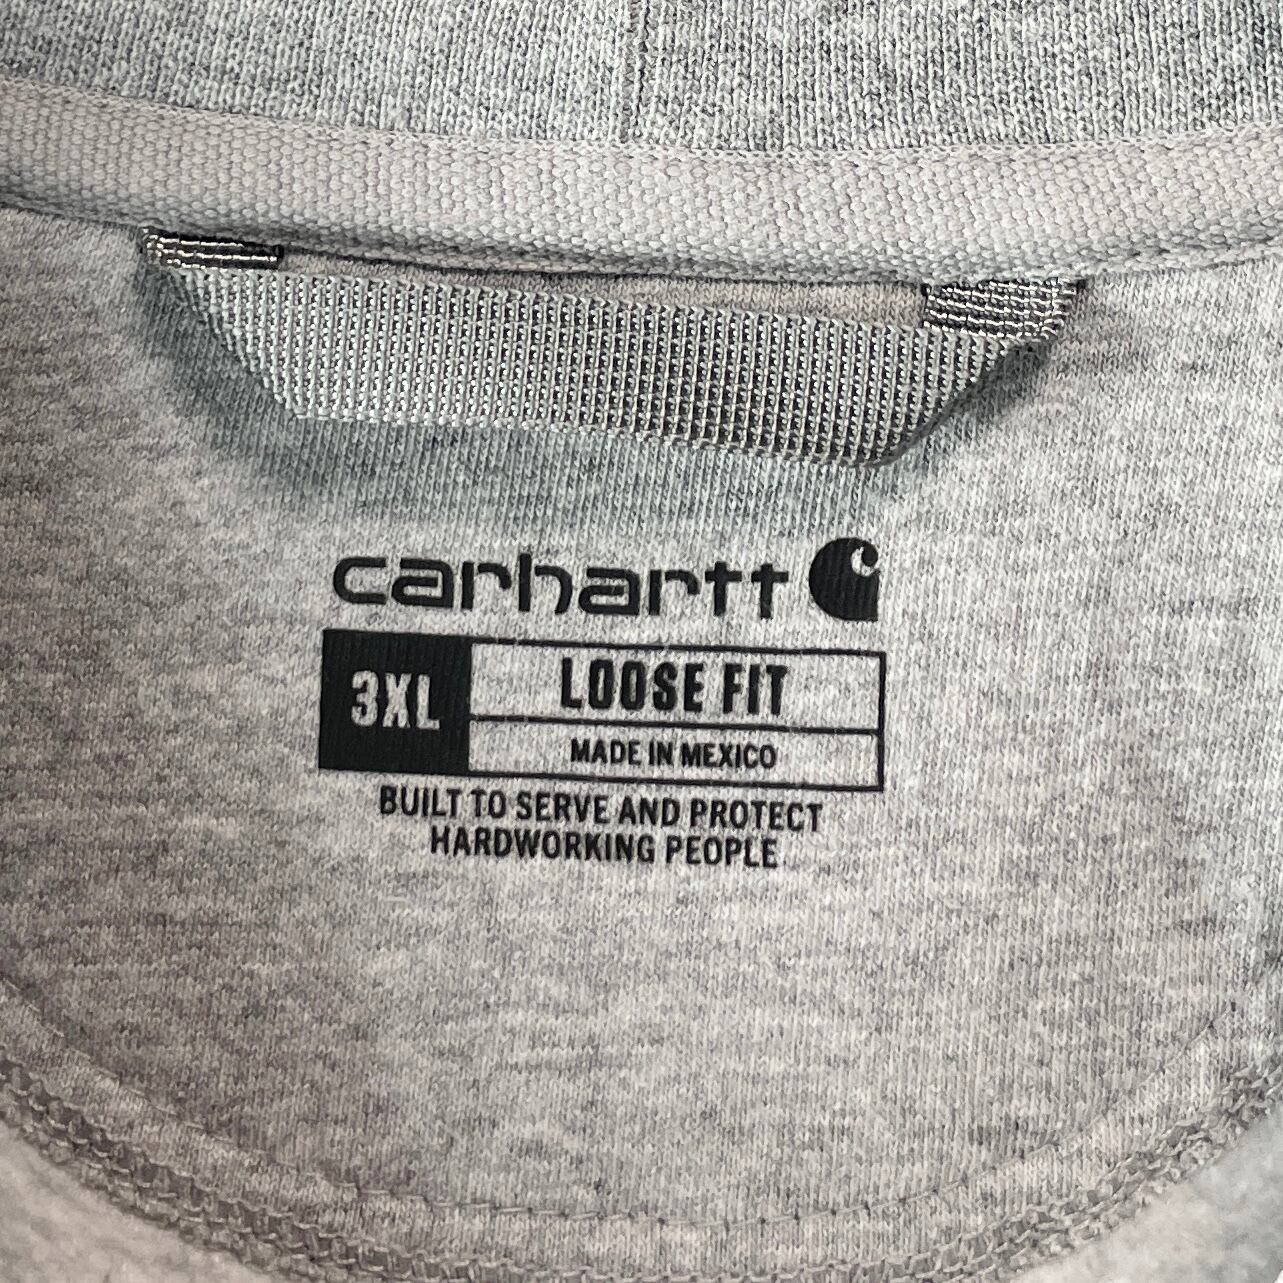 carhartt
3XL
LOOSE FIT
MADE IN MEXICO
BUILT TO SERVE AND PROTECT
HARDWORKING PEOPLE